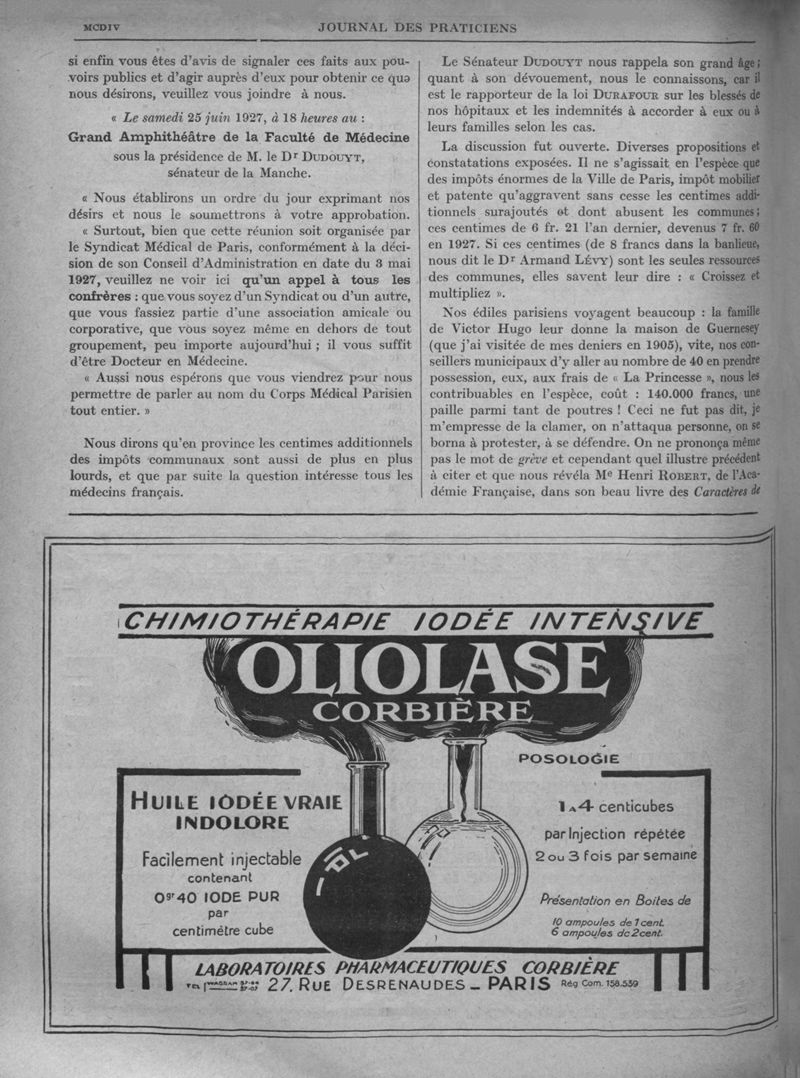 MCDIV
JOURNAL DES PRATICIENS
si enfin vous êtes d'avis de signaler ces faits aux pou-
voirs publics et d'agir auprès d'eux pour obtenir ce que
nous désirons, veuillez vous joindre à nous.
« Le samedi 25 juin 1927, à 18 heures au :
Grand Amphithéâtre de la Faculté de Médecine
sous la présidence de M. le Dr DUDOUYT,
sénateur de la Manche.
« Nous établirons un ordre du jour exprimant nos
désirs et nous le soumettrons à votre approbation.
« Surtout, bien que cette réunion soit organisée par
le Syndicat Médical de Paris, conformément à la déci-
sion de son Conseil d'Administration en date du 3 mai
1927, veuillez ne voir ici qu'un appel à tous les
confrères : que vous soyez d'un Syndicat ou d'un autre,
que vous fassiez partie d'une association amicale ou
corporative, que vous soyez même en dehors de tout
groupement, peu importe aujourd'hui ; il vous suffit
d'être Docteur en Médecine.
« Aussi nous espérons que vous viendrez pour nous
permettre de parler au nom du Corps Médical Parisien
tout entier. »
Nous dirons qu'en province les centimes additionnels
des impôts communaux sont aussi de plus en plus
lourds, et que par suite la question intéresse tous les
médecins français.
Le Sénateur DUDOUYT nous rappela son grand âge ;
quant à son dévouement, nous le connaissons, car il
est le rapporteur de la loi DURAFOUR sur les blessés de
nos hôpitaux et les indemnités à accorder à eux ou à
leurs familles selon les cas.
La discussion fut ouverte. Diverses propositions et
constatations exposées. Il ne s'agissait en l'espèce que
des impôts énormes de la Ville de Paris, impôt mobilier
et patente qu'aggravent sans cesse les centimes addi-
tionnels surajoutés et dont abusent les communes ;
ces centimes de 6 fr. 21 l'an dernier, devenus 7 fr. 60
en 1927. Si ces centimes (de 8 francs dans la banlieue,
nous dit le Dr Armand LÉVY) sont les seules ressources
des communes, elles savent leur dire : « Croissez et
multipliez ».
Nos édiles parisiens voyagent beaucoup : la famille
de Victor Hugo leur donne la maison de Guernesey
(que j'ai visitée de mes deniers en 1905), vite, nos con-
seillers municipaux d'y aller au nombre de 40 en prendre
possession, eux, aux frais de « La Princesse », nous les
contribuables en l'espèce, coût : 140.000 francs, une
paille parmi tant de poutres ! Ceci ne fut pas dit, je
m'empresse de la clamer, on n'attaqua personne, on se
borna à protester, à se défendre. On ne prononça même
pas le mot de grève et cependant quel illustre précédent
à citer et que nous révéla Me Henri ROBERT, de l'Aca-
démie Française, dans son beau livre des Caractères de
CHIMIOTHÉRAPIE IODÉE INTENSIVE
OLIOLASE
CORBIÈRE
HUILE IODÉE VRAIE
INDOLORE
Facilement injectable
contenant
0gr40 IODE PUR
par
centimètre cube
POSOLOGIE
1 A 4 centicubes
par Injection répétée
2 ou 3 fois par semaine
Présentation en Boites de
10 ampoules de 1 cent.
6 ampoules de 2 cent.
LABORATOIRES PHARMACEUTIQUES CORBIÈRE
TEL WAGRAM 27, RUE DESRENAUDES _ PARIS Rég Com. 158.539